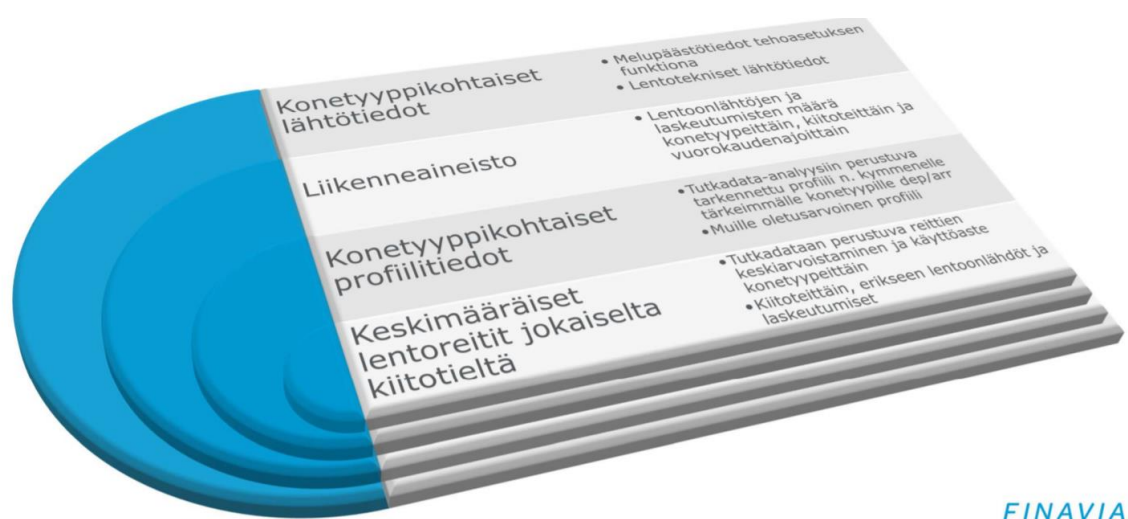 Konetyyppikohtaiset
lähtötiedot
• Melupäästötiedot tehoasetuksen
funktiona
• Lentotekniset lähtötiedot
Liikenneaineisto
• Lentoonlähtöjen ja
laskeutumisten määrä
konetyypeittäin, kiitoteittäin ja
vuorokaudenajoittain
Konetyyppikohtaiset
profiilitiedot
•Tutkadata-analyysiin perustuva
tarkennettu profiili n. kymmenelle
tärkeimmälle konetyypille dep/arr
•Muille oletusarvoinen profiili
Keskimääräiset
lentoreitit jokaiselta
kiitotieltä
•Tutkadataan perustuva reittien
keskiarvoistaminen ja käyttöaste
konetyypeittäin
•Kiitoteittäin, erikseen lentoonlähdöt ja
laskeutumiset
FINAVIA